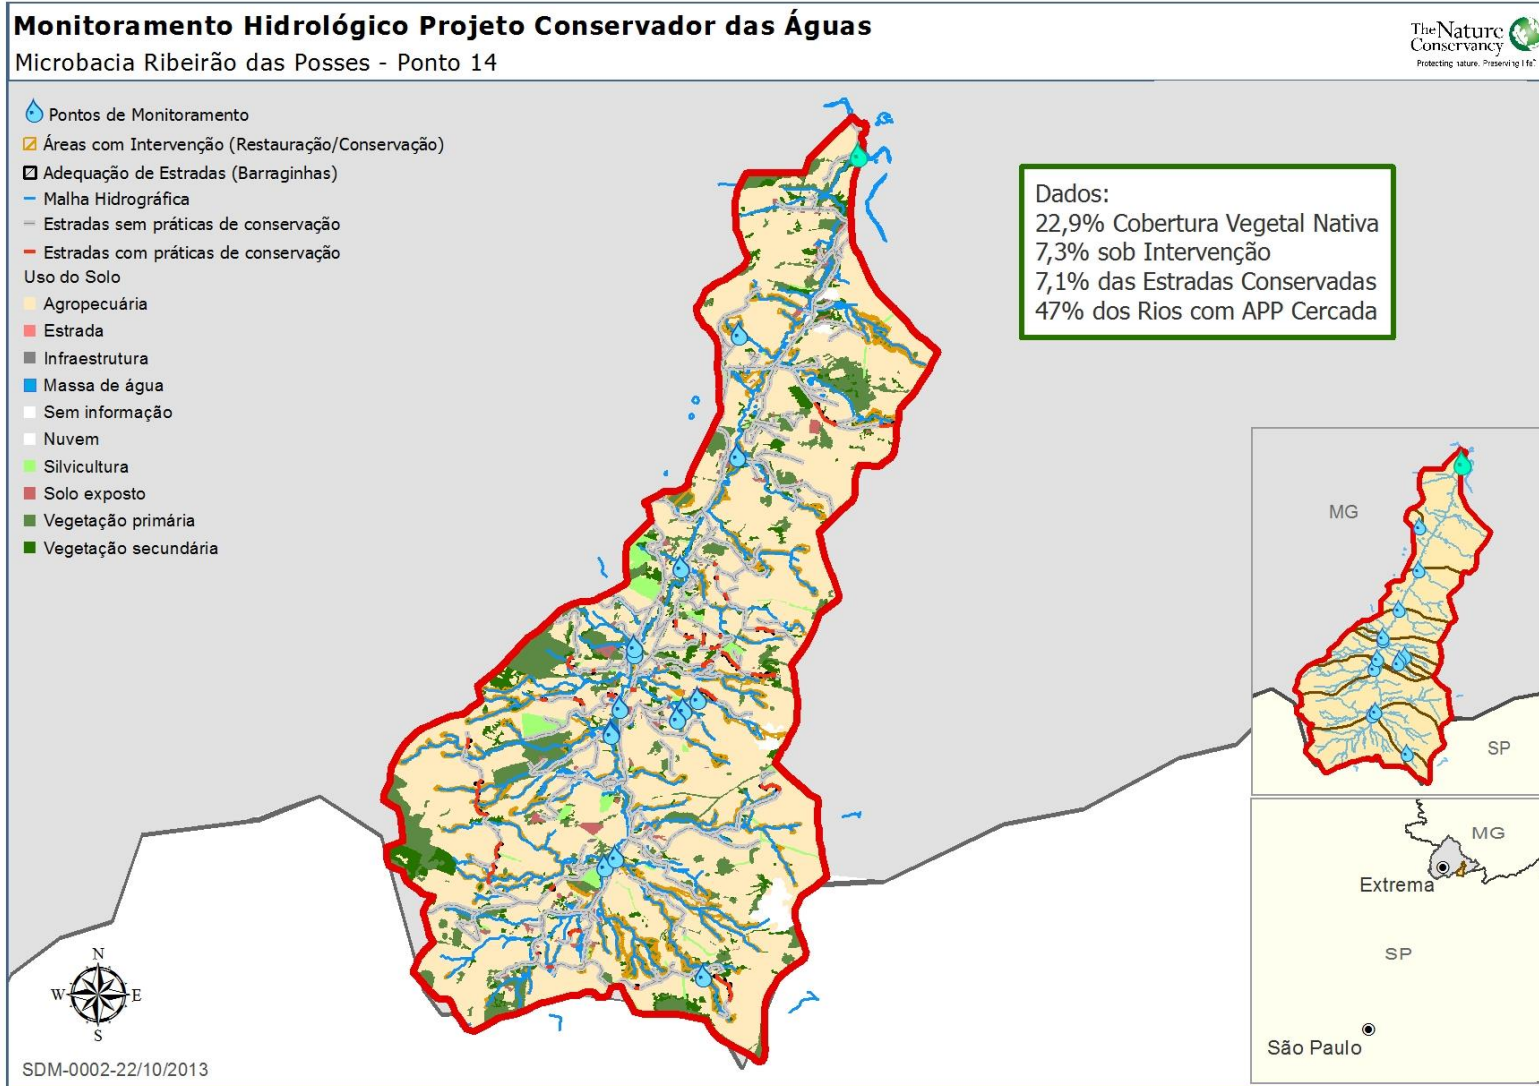 Monitoramento Hidrológico Projeto Conservador das Águas
Microbacia Ribeirão das Posses - Ponto 14
The Nature
Conservancy
Protecting nature. Preserving life.
Pontos de Monitoramento
Áreas com Intervenção (Restauração/Conservação)
Adequação de Estradas (Barraginhas)
Malha Hidrográfica
Estradas sem práticas de conservação
Estradas com práticas de conservação
Uso do Solo
Agropecuária
Estrada
Infraestrutura
Massa de água
Sem informação
Nuvem
Silvicultura
Solo exposto
Vegetação primária
Vegetação secundária
Dados:
22,9% Cobertura Vegetal Nativa
7,3% sob Intervenção
7,1% das Estradas Conservadas
47% dos Rios com APP Cercada
MG
SP
MG
Extrema
SP
São Paulo
N
W
E
S
SDM-0002-22/10/2013